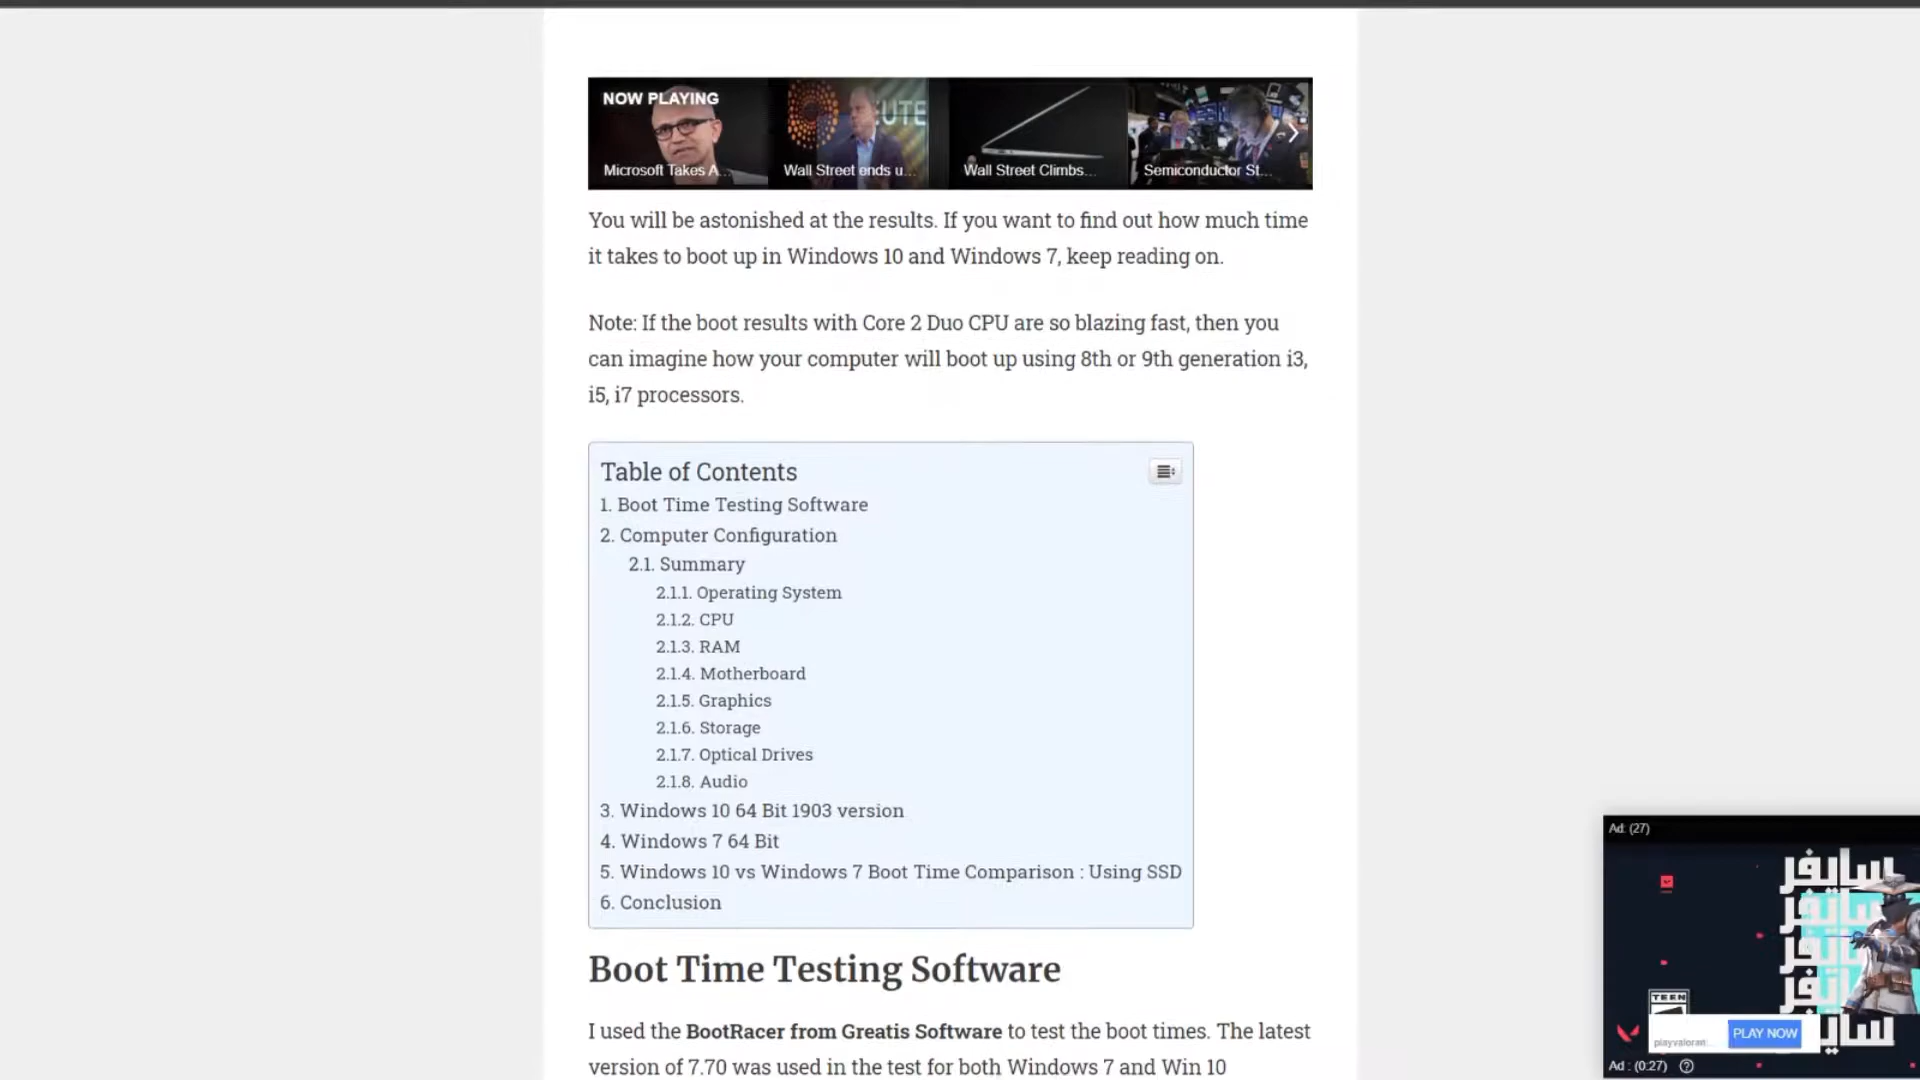 NOW PLAYING
Microsoft Takes A...
Wall Street ends u...
Wall Street Climbs...
Semiconductor St...
You will be astonished at the results. If you want to find out how much time
it takes to boot up in Windows 10 and Windows 7, keep reading on.
Note: If the boot results with Core 2 Duo CPU are so blazing fast, then you
can imagine how your computer will boot up using 8th or 9th generation i3,
i5, i7 processors.
Table of Contents
1. Boot Time Testing Software
2. Computer Configuration
2.1. Summary
2.1.1. Operating System
2.1.2. CPU
2.1.3. RAM
2.1.4. Motherboard
2.1.5. Graphics
2.1.6. Storage
2.1.7. Optical Drives
2.1.8. Audio
3. Windows 10 64 Bit 1903 version
4. Windows 7 64 Bit
5. Windows 10 vs Windows 7 Boot Time Comparison : Using SSD
6. Conclusion
Boot Time Testing Software
I used the BootRacer from Greatis Software to test the boot times. The latest
version of 7.70 was used in the test for both Windows 7 and Win 10
Ad: (27)
سايفر
سايفر
سايفر
سايفر
سايفر
TEEN
playvaloran...
PLAY NOW
Ad : (0:27)